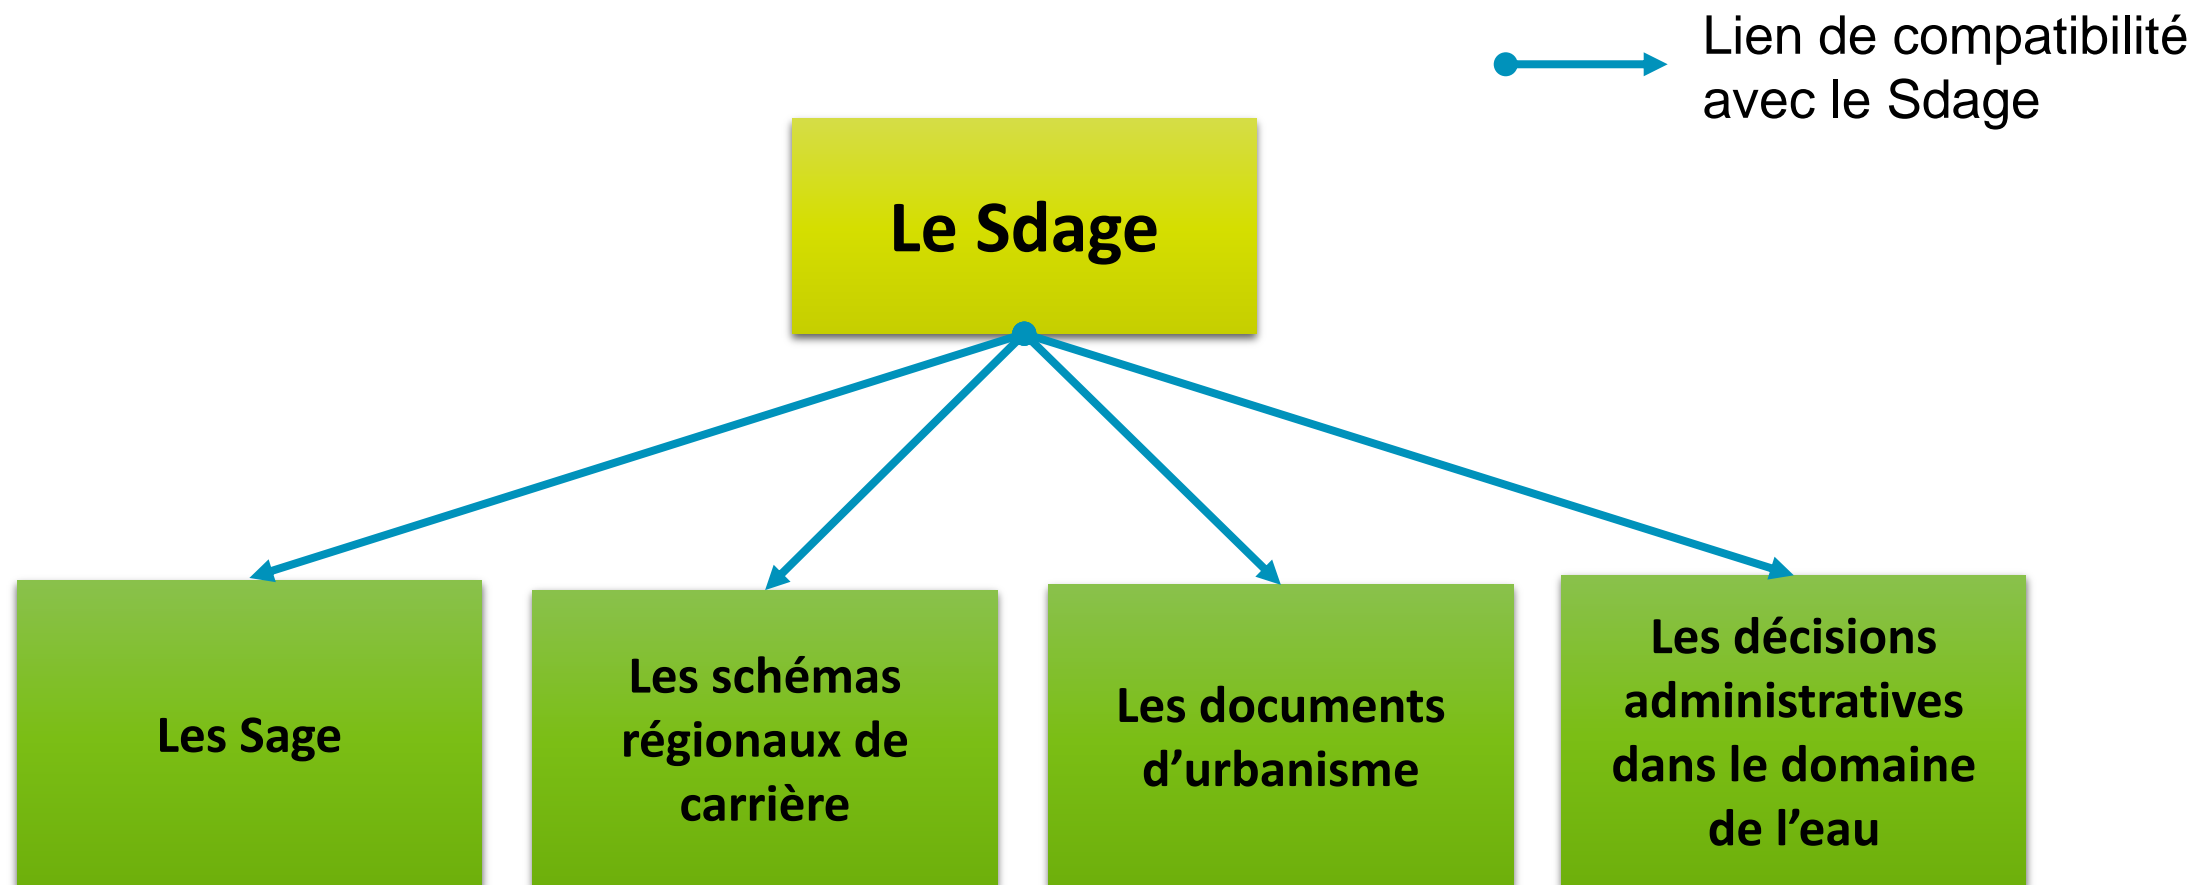 Lien de compatibilité
avec le Sdage
Le Sdage
Les Sage
Les schémas
régionaux de
carrière
Les documents
d’urbanisme
Les décisions
administratives
dans le domaine
de l’eau